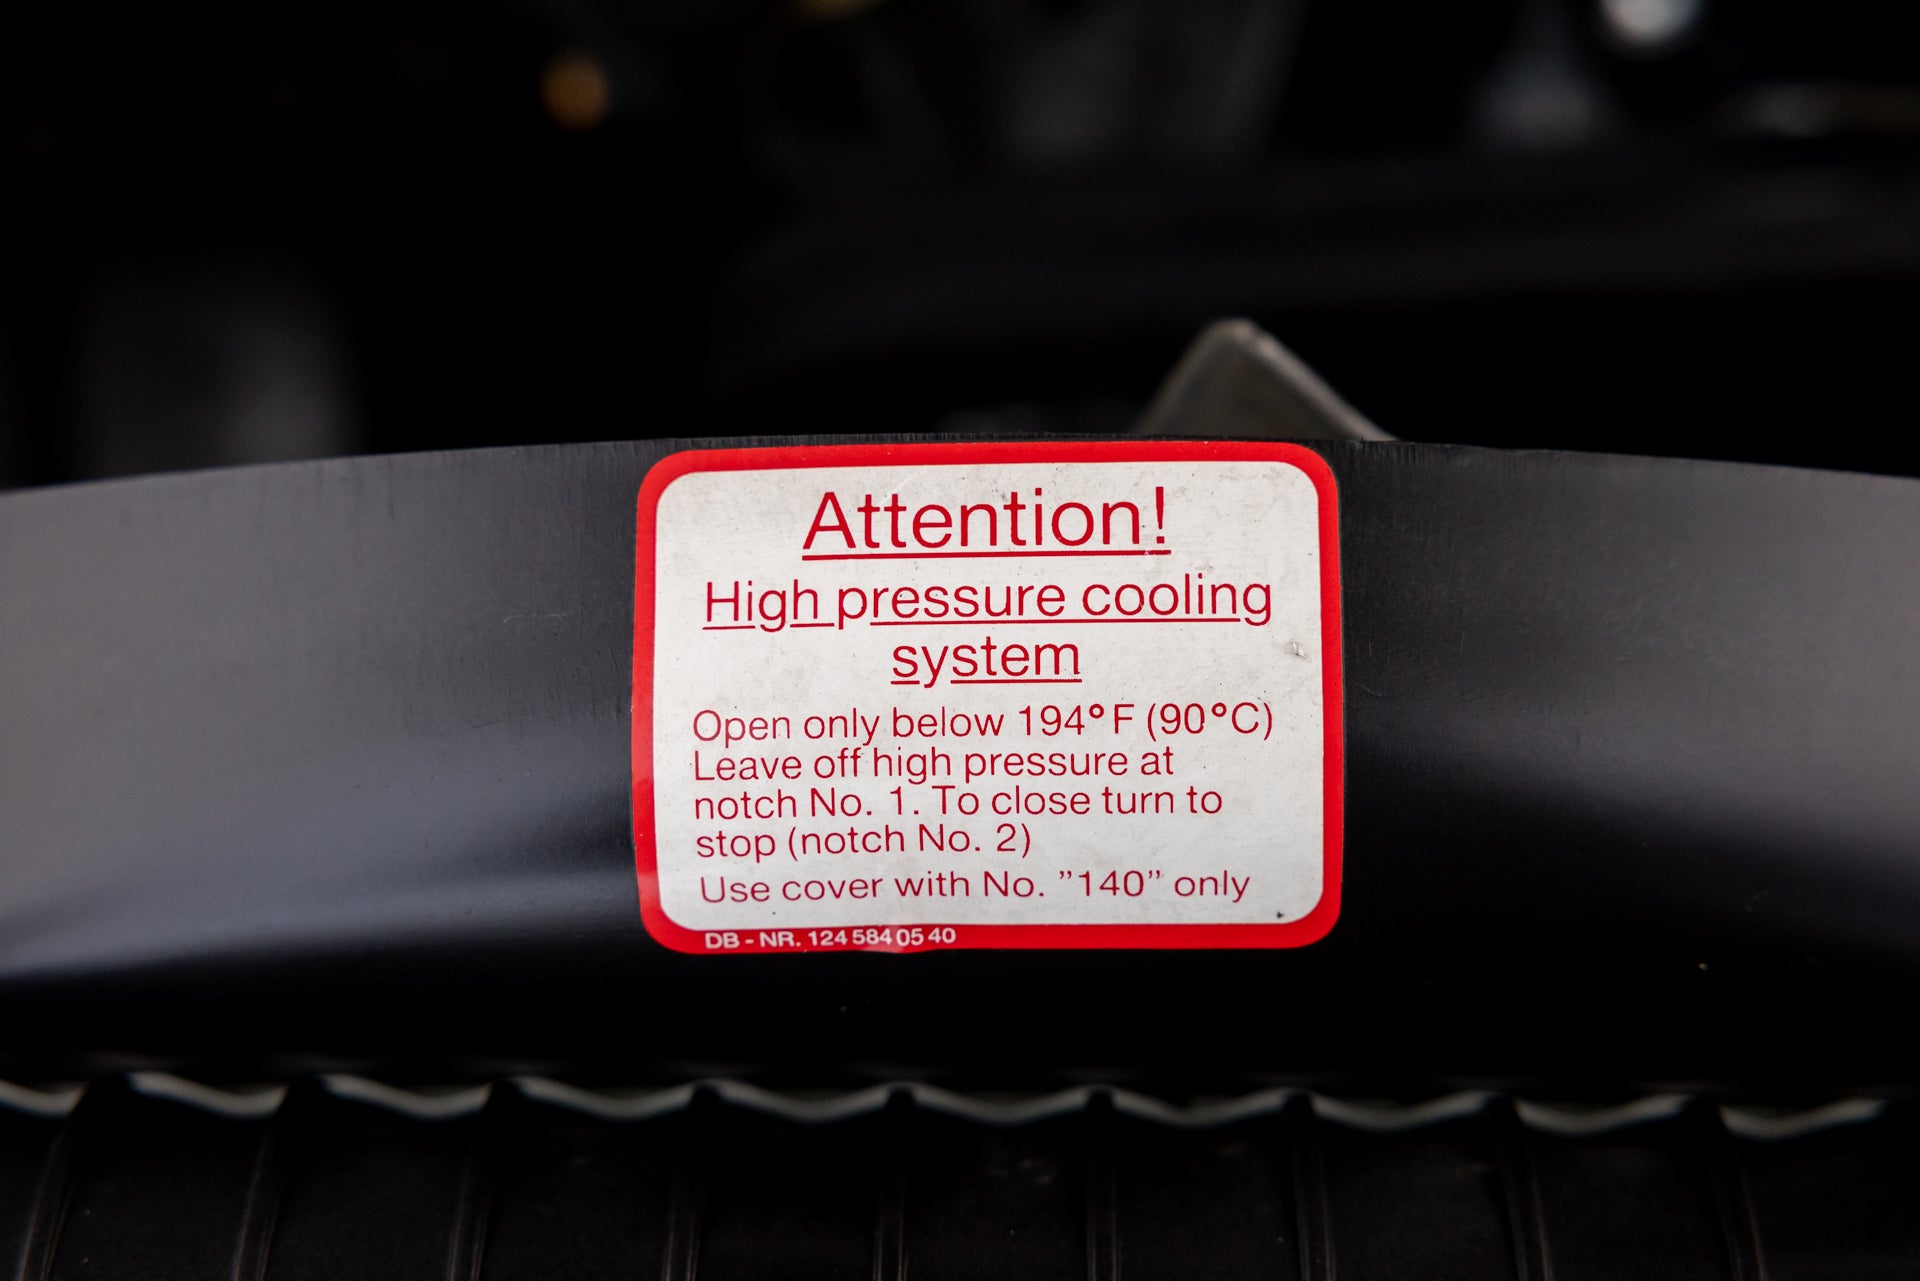 Attention!
High pressure cooling
system
Open only below 194°F (90°C)
Leave off high pressure at
notch No. 1. To close turn to
stop (notch No. 2)
Use cover with No. ”140” only
DB - NR. 124 584 05 40